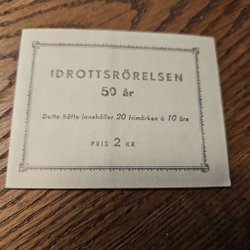 IDROTTSRÖRELSEN
50 år
Detta häfte innehåller 20 frimärken à 10 öre
PRIS 2 KR